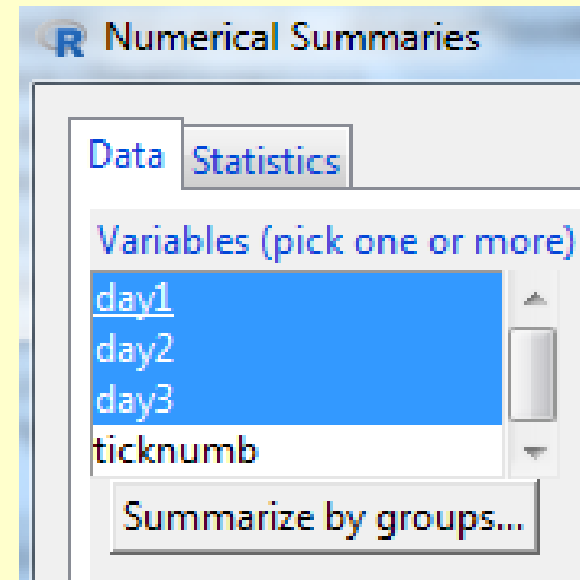 R Numerical Summaries
Data Statistics
Variables (pick one or more)
day1
day2
day3
ticknumb
Summarize by groups...